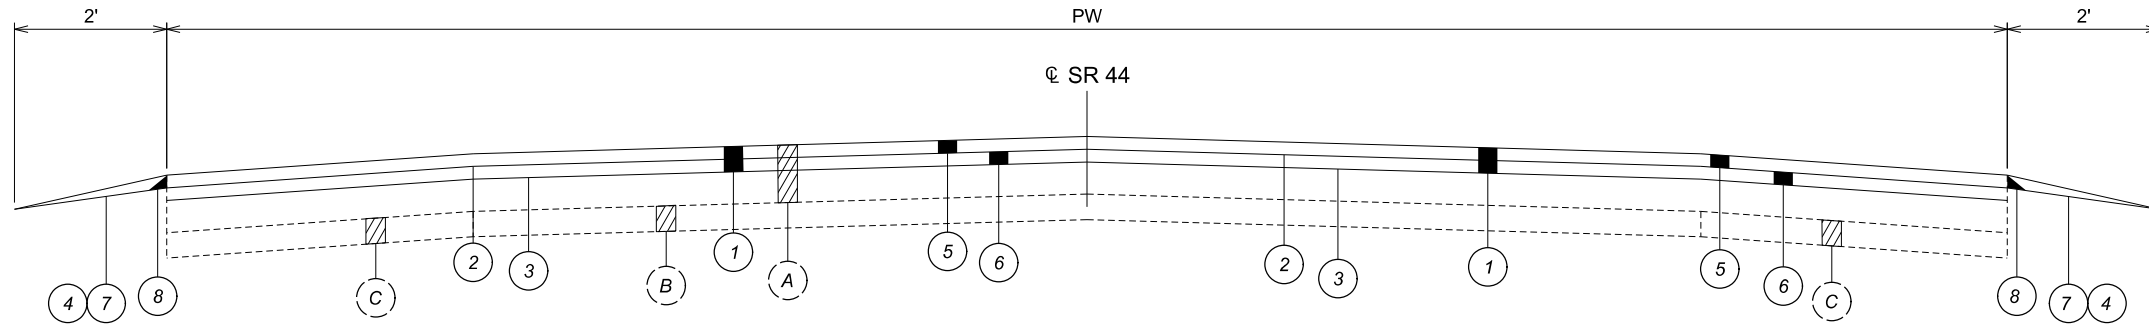 2' PW 2'
℄ SR 44
1 A 5 6 2 3 1 5 6 C
2 3 B C
4 7 8 8 7 4